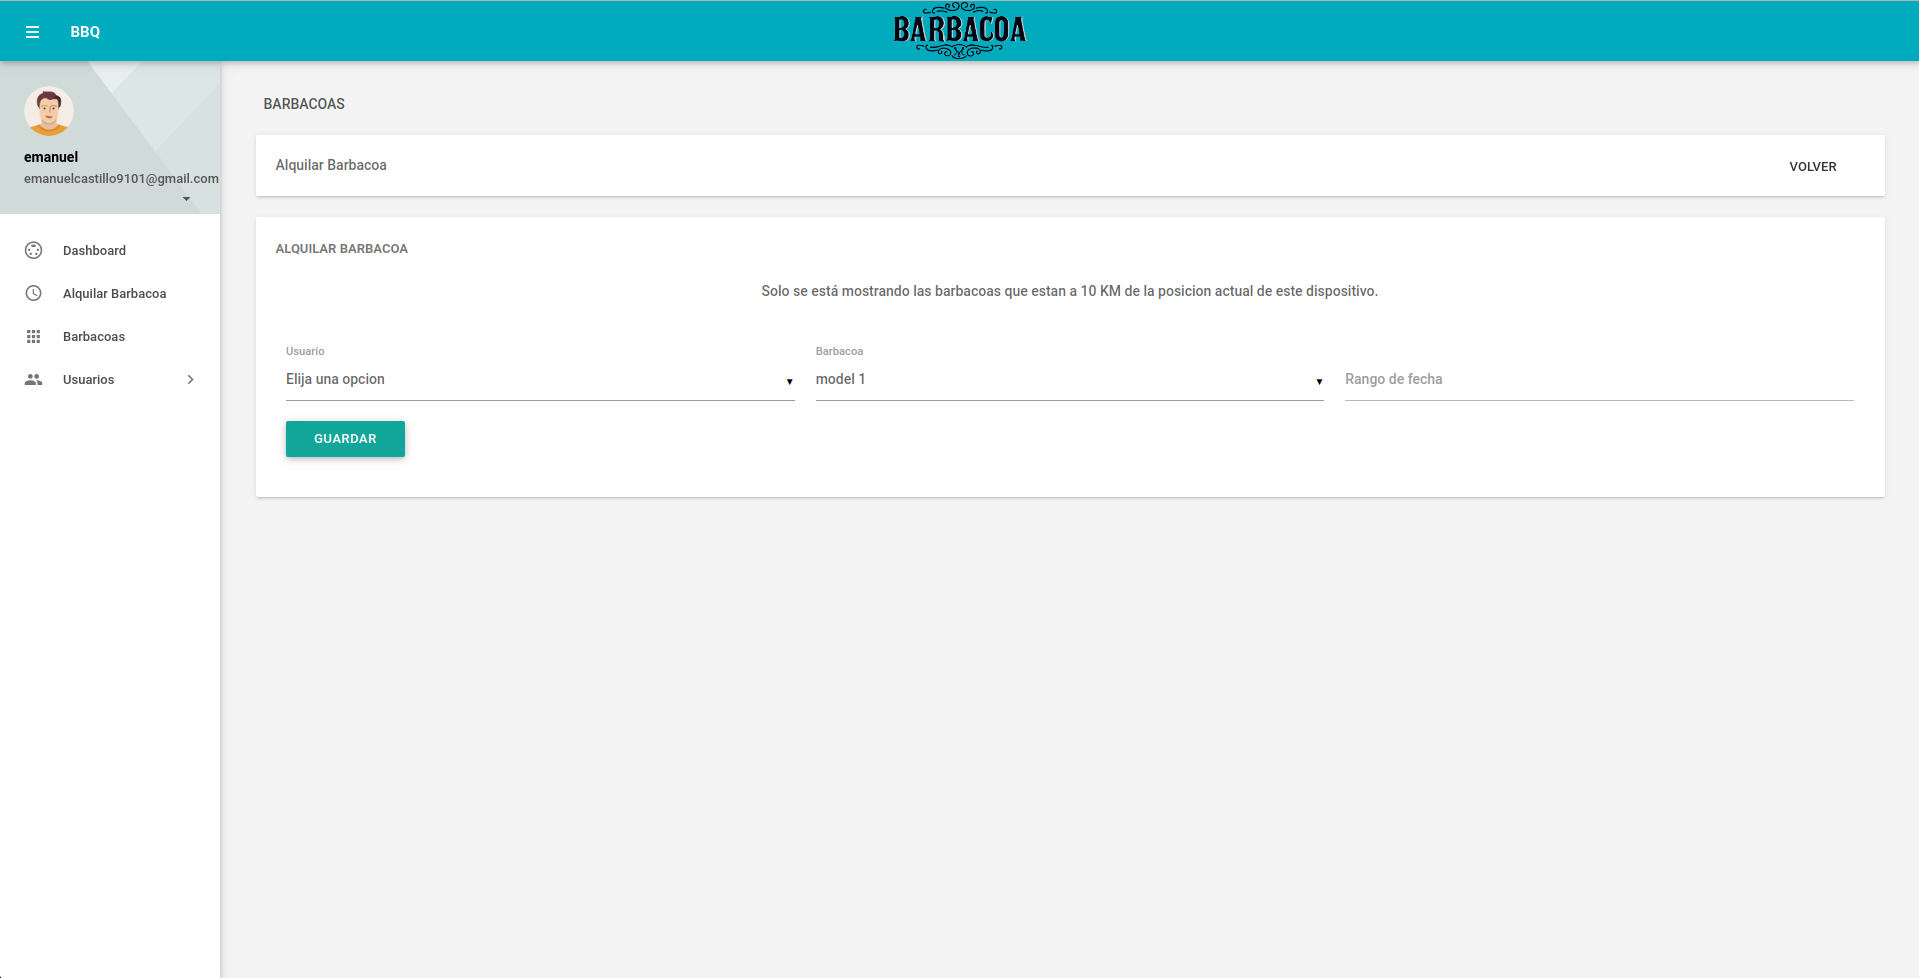 BBQ
BARBACOA
emanuel
emanuelcastillo9101@gmail.com
Dashboard
Alquilar Barbacoa
Barbacoas
Usuarios
BARBACOAS
Alquilar Barbacoa
VOLVER
ALQUILAR BARBACOA
Solo se está mostrando las barbacoas que estan a 10 KM de la posicion actual de este dispositivo.
Usuario
Elija una opcion
Barbacoa
model 1
Rango de fecha
GUARDAR